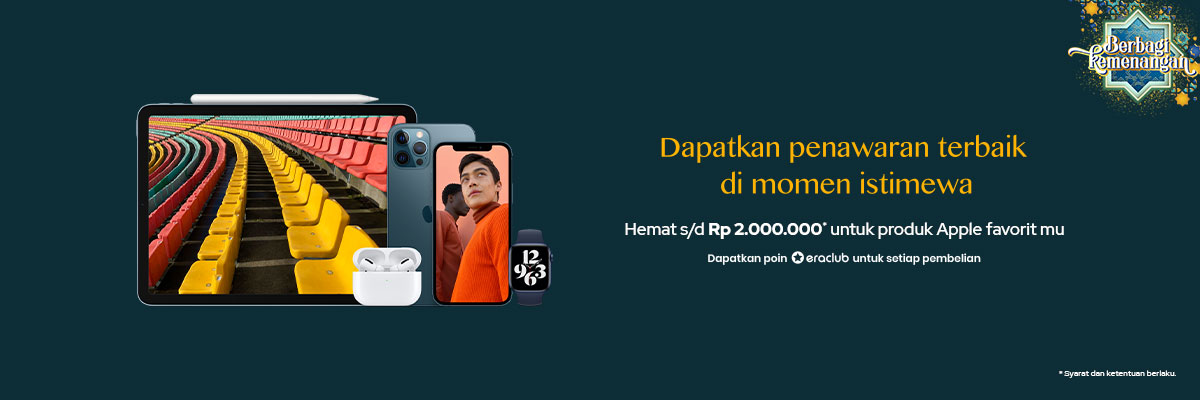 Berbagi
kemenangan
Dapatkan penawaran terbaik
di momen istimewa
Hemat s/d Rp 2.000.000* untuk produk Apple favorit mu
Dapatkan poin eraclub untuk setiap pembelian
12
9 3
6
* Syarat dan ketentuan berlaku.